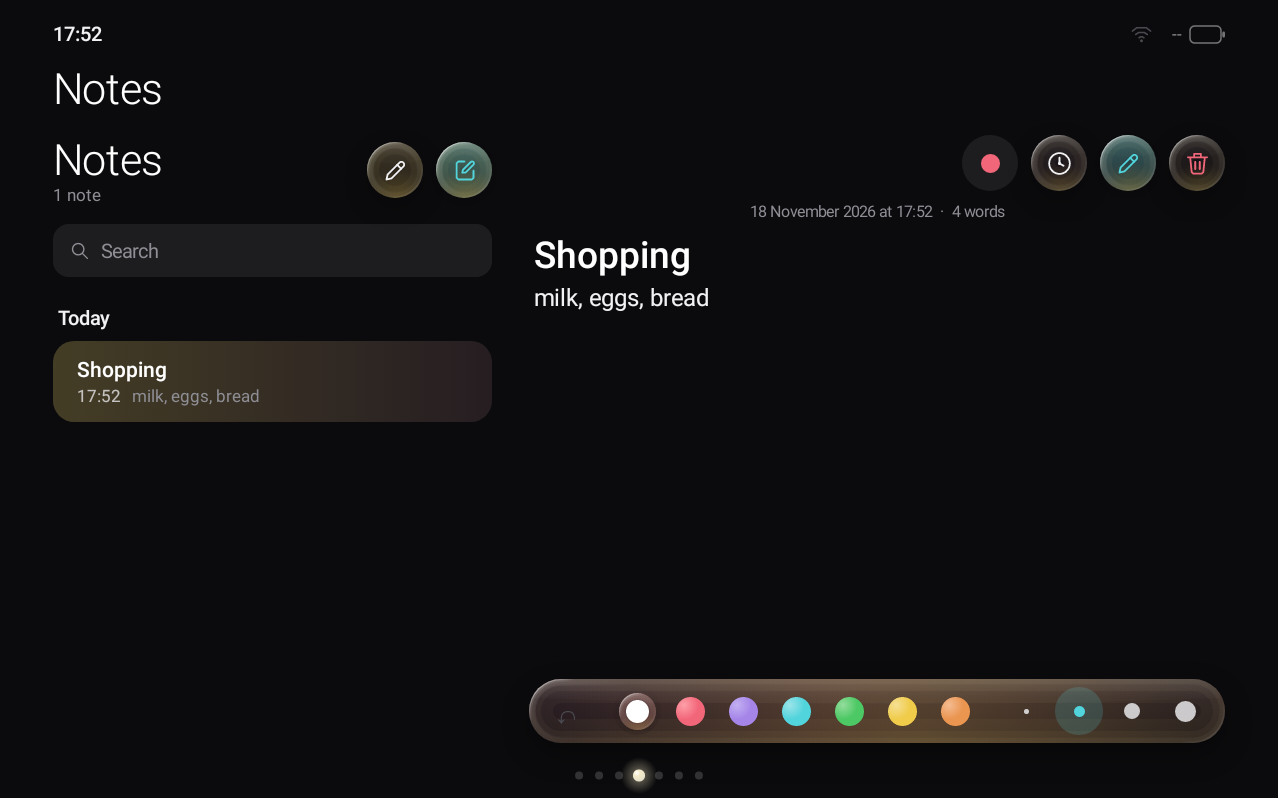 17:52
--
Notes
Notes
1 note
Search
Today
Shopping
17:52 milk, eggs, bread
18 November 2026 at 17:52 · 4 words
Shopping
milk, eggs, bread